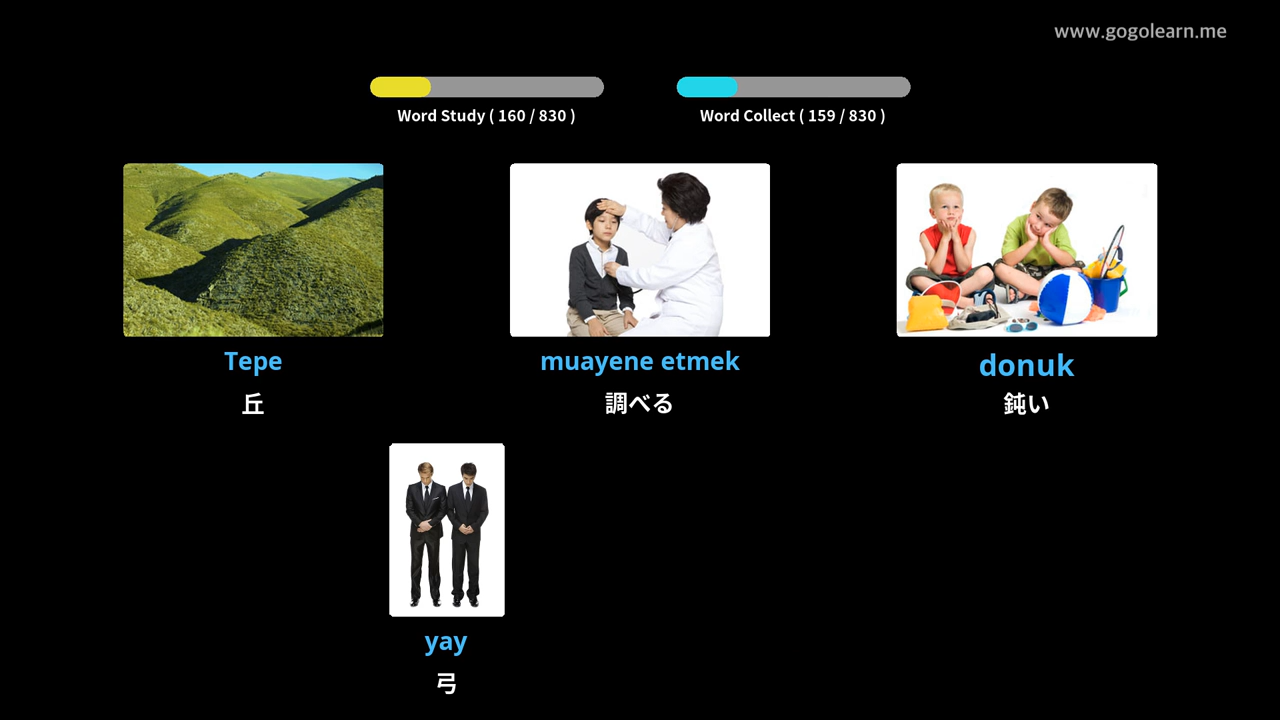 www.gogolearn.me
Word Study ( 160 / 830 )
Word Collect ( 159 / 830 )
Tepe
丘
muayene etmek
調べる
donuk
鈍い
yay
弓